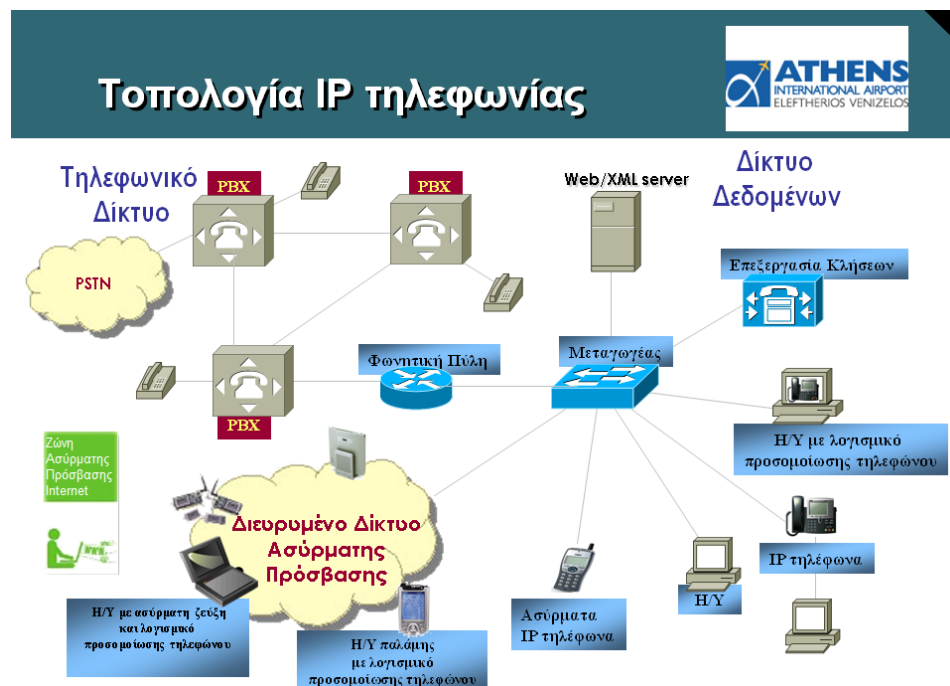 Τοπολογία IP τηλεφωνίας
ATHENS
INTERNATIONAL AIRPORT
ELEFTHERIOS VENIZELOS
Τηλεφωνικό
Δίκτυο
PBX
PBX
Web/XML server
Δίκτυο
Δεδομένων
PSTN
Επεξεργασία Κλήσεων
Φωνητική Πύλη
Μεταγωγέας
PBX
Ζώνη
Ασύρματης
Πρόσβασης
Internet
Η/Υ με λογισμικό
προσομοίωσης τηλεφώνου
Διευρυμένο Δίκτυο
Ασύρματης
Πρόσβασης
IP τηλέφωνα
Η/Υ
Η/Υ με ασύρματη ζεύξη
και λογισμικό
προσομοίωσης τηλεφώνου
Ασύρματα
IP τηλέφωνα
Η/Υ παλάμης
με λογισμικό
προσομοίωσης τηλεφώνου